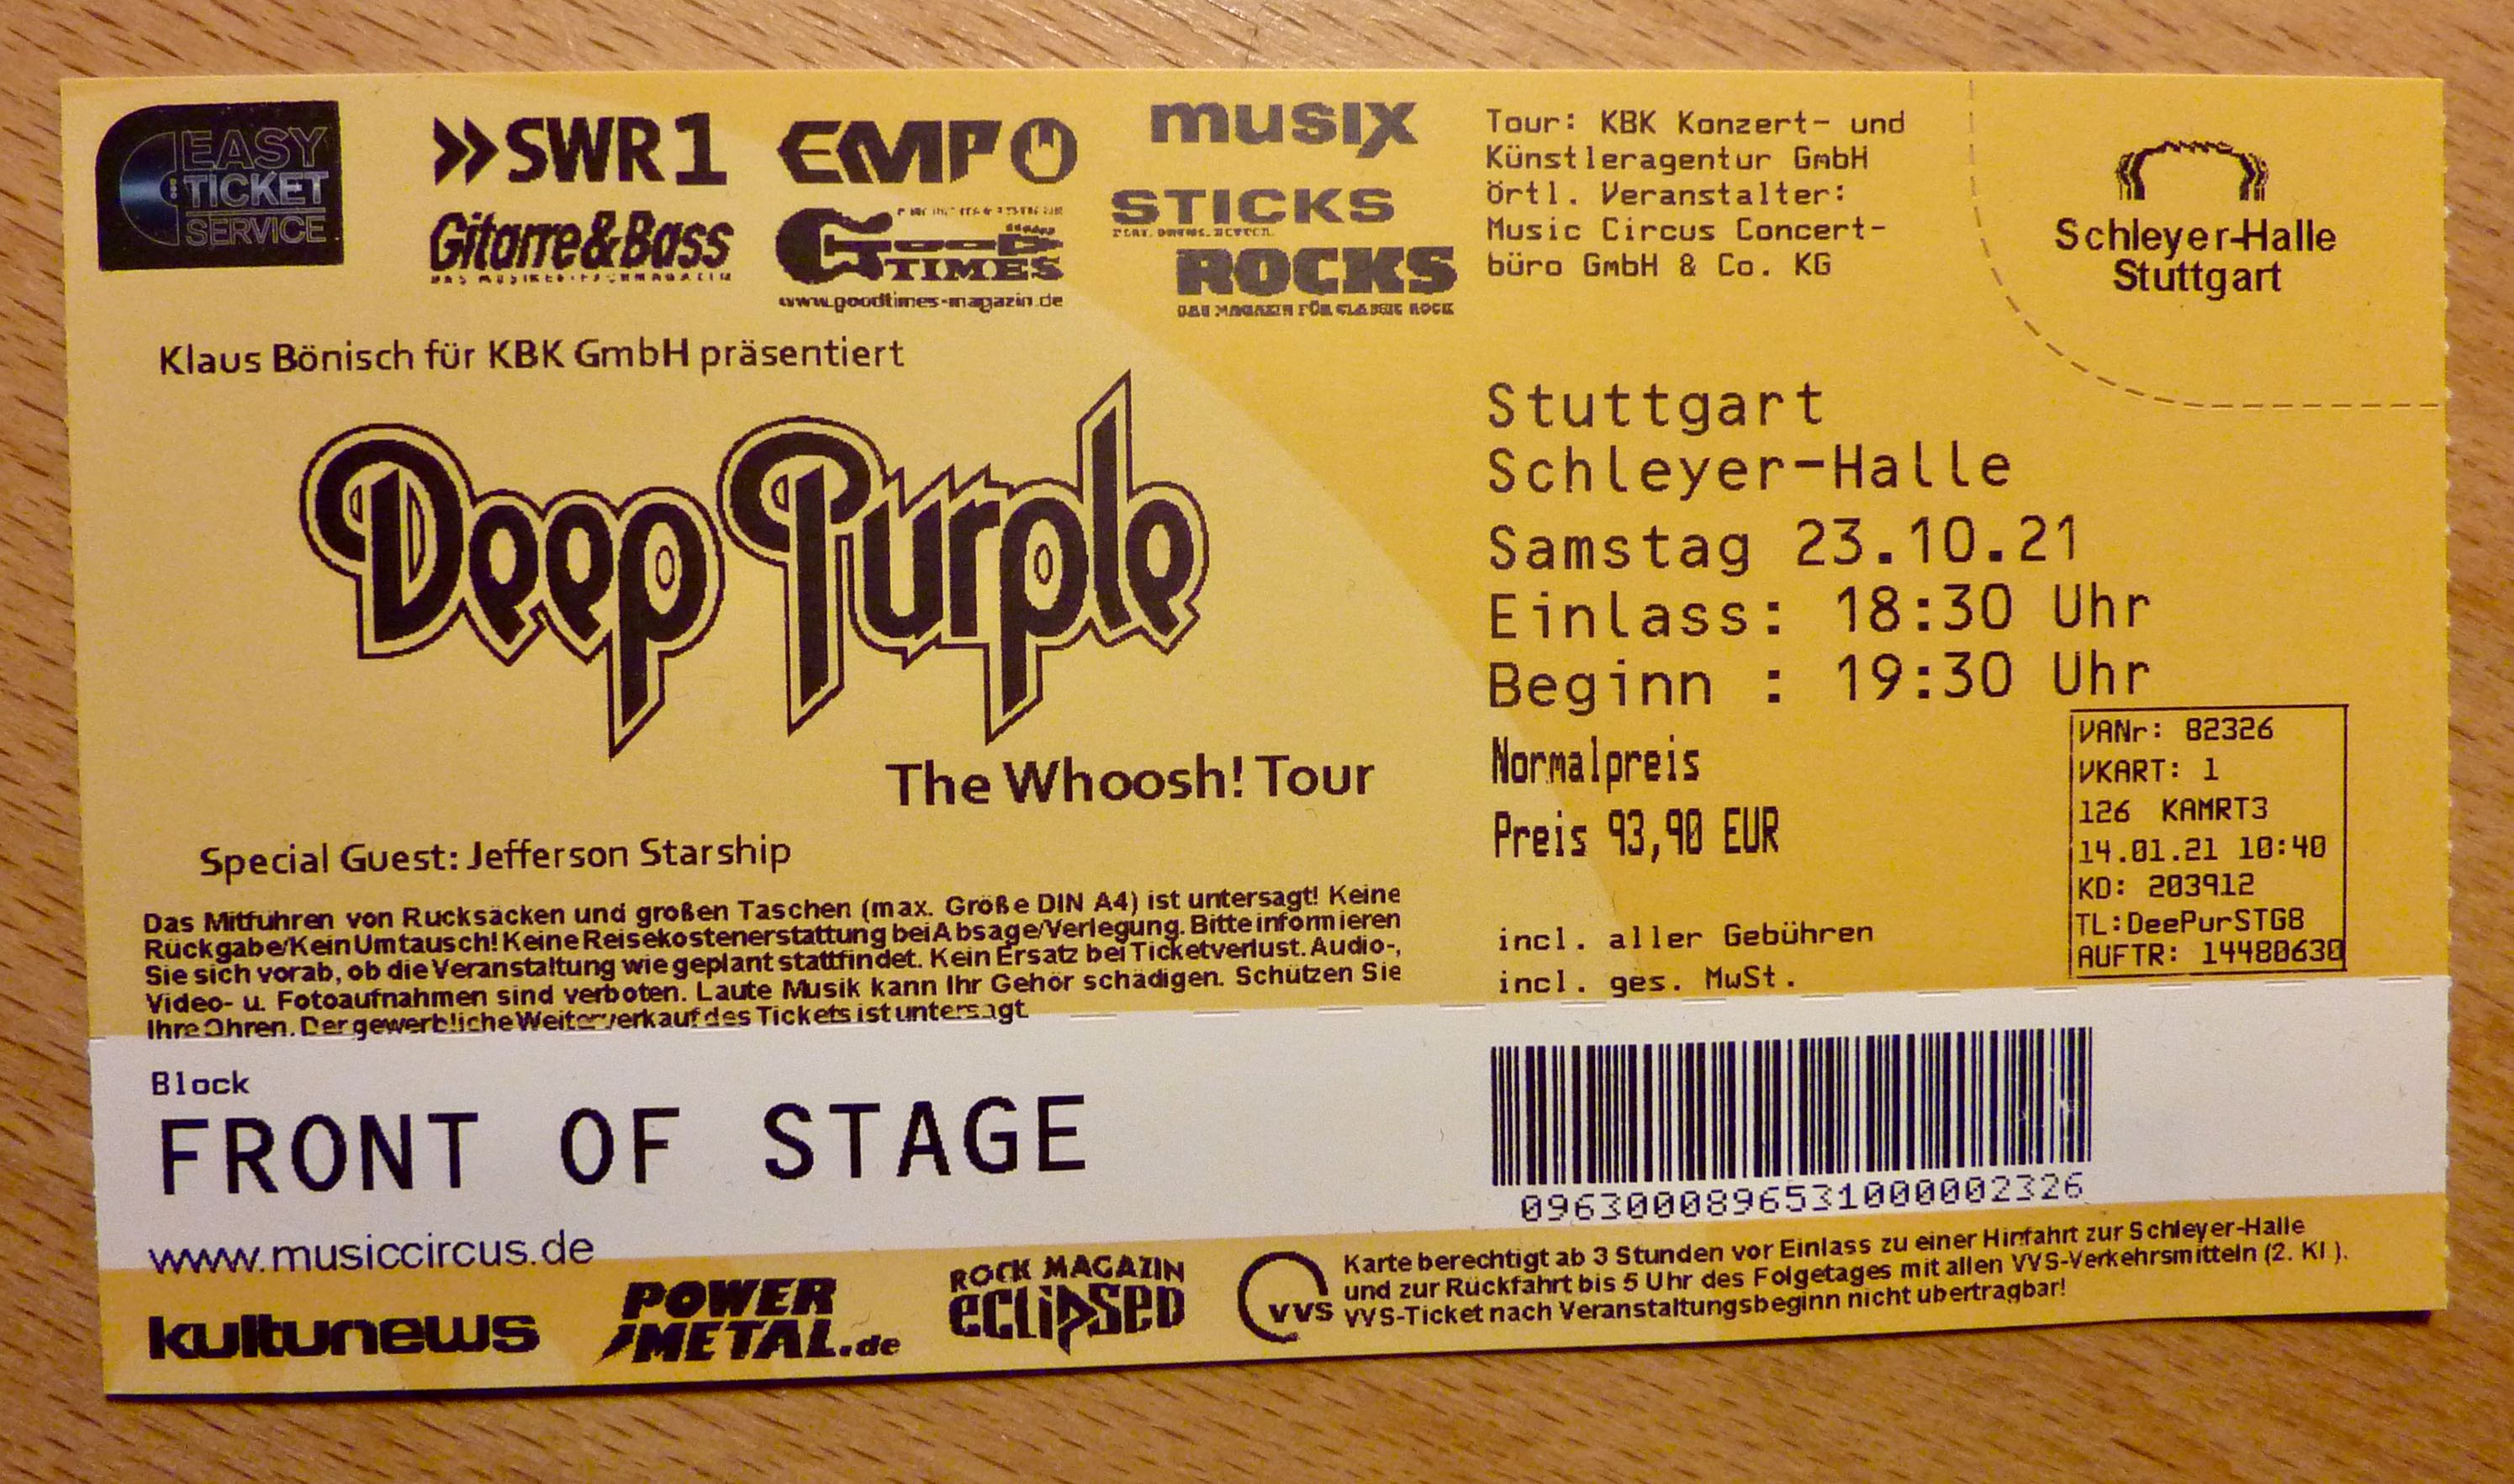 EASY
TICKET
SERVICE
SWR1
EMP
musix
Gitarre&Bass
DAS MUSIKER-FACHMAGAZIN
GOOD
TIMES
www.goodtimes-magazin.de
STICKS
ROCKS
DAS MAGAZIN FÜR CLASSIC ROCK
Tour: KBK Konzert- und
Künstleragentur GmbH
örtl. Veranstalter:
Music Circus Concert-
büro GmbH & Co. KG
Schleyer-Halle
Stuttgart
Klaus Bönisch für KBK GmbH präsentiert
Deep Purple
The Whoosh! Tour
Special Guest: Jefferson Starship
Das Mitführen von Rucksäcken und großen Taschen (max. Größe DIN A4) ist untersagt! Keine
Rückgabe/Kein Umtausch! Keine Reisekostenerstattung bei Absage/Verlegung. Bitte informieren
Sie sich vorab, ob die Veranstaltung wie geplant stattfindet. Kein Ersatz bei Ticketverlust. Audio-,
Video- u. Fotoaufnahmen sind verboten. Laute Musik kann Ihr Gehör schädigen. Schützen Sie
Ihre Ohren. Der gewerbliche Weiterverkauf des Tickets ist untersagt.
Stuttgart
Schleyer-Halle
Samstag 23.10.21
Einlass: 18:30 Uhr
Beginn : 19:30 Uhr
Normalpreis
Preis 93,90 EUR
incl. aller Gebühren
incl. ges. MwSt.
VANr: 82326
VKART: 1
126 KAMRT3
14.01.21 10:40
KD: 203912
TL:DeePurSTG8
AUFTR: 14480630
Block
FRONT OF STAGE
www.musiccircus.de
0963000896531000002326
kultunews
POWER
METAL.de
ROCK MAGAZIN
eclipsed
vvs
Karte berechtigt ab 3 Stunden vor Einlass zu einer Hinfahrt zur Schleyer-Halle
und zur Rückfahrt bis 5 Uhr des Folgetages mit allen VVS-Verkehrsmitteln (2. Kl.).
VVS-Ticket nach Veranstaltungsbeginn nicht übertragbar!